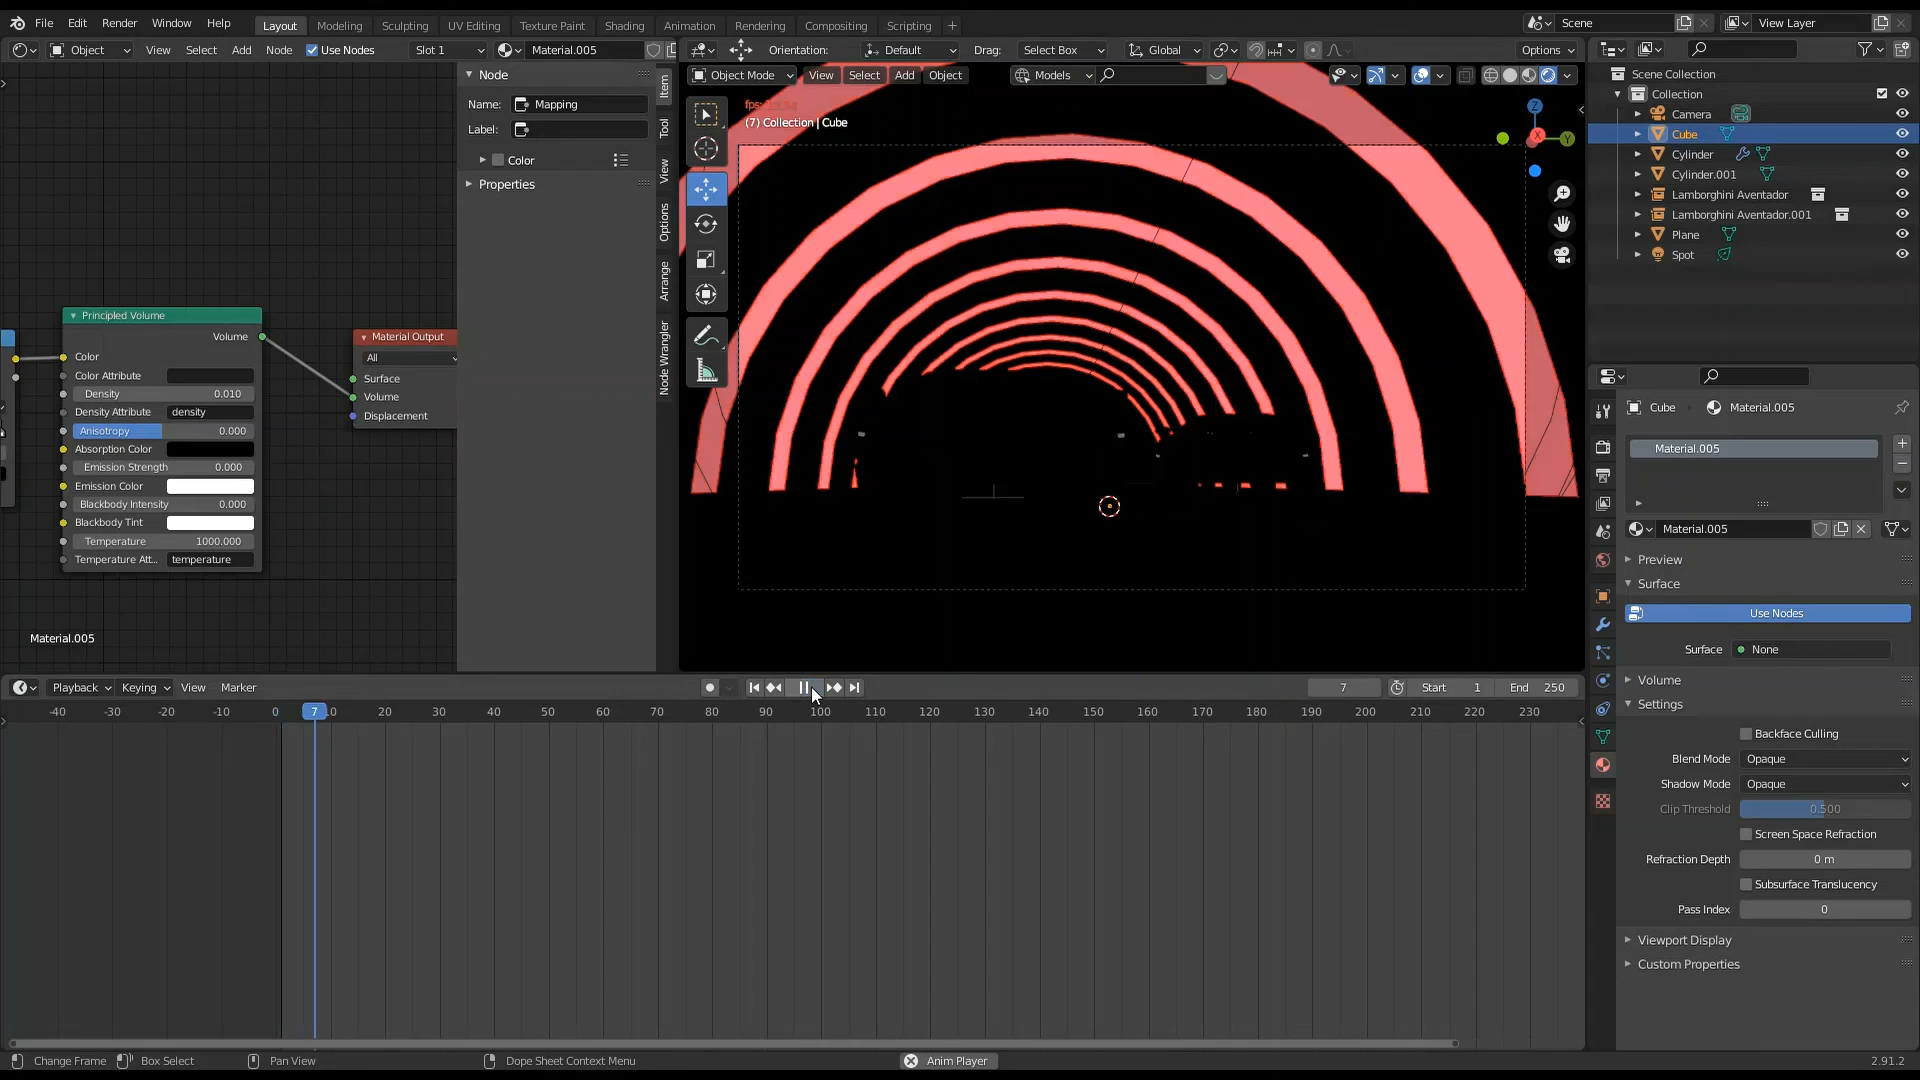 File Edit Render Window Help
Layout Modeling Sculpting UV Editing Texture Paint Shading Animation Rendering Compositing Scripting +
Scene
View Layer
Object View Select Add Node Use Nodes Slot 1 Material.005
Orientation: Default Drag: Select Box Global Options
Object Mode View Select Add Object Models
(7) Collection | Cube
Node
Name: Mapping
Label:
Color
Properties
Item
Tool
View
Options
Arrange
Node Wrangler
Principled Volume
Volume
Color
Color Attribute
Density 0.010
Density Attribute density
Anisotropy 0.000
Absorption Color
Emission Strength 0.000
Emission Color
Blackbody Intensity 0.000
Blackbody Tint
Temperature 1000.000
Temperature Att.. temperature
Material Output
All
Surface
Volume
Displacement
Material.005
Z
X
Y
Scene Collection
Collection
Camera
Cube
Cylinder
Cylinder.001
Lamborghini Aventador
Lamborghini Aventador.001
Plane
Spot
Cube Material.005
Material.005
Material.005
Preview
Surface
Use Nodes
Surface None
Volume
Settings
Backface Culling
Blend Mode Opaque
Shadow Mode Opaque
Clip Threshold 0.500
Screen Space Refraction
Refraction Depth 0 m
Subsurface Translucency
Pass Index 0
Viewport Display
Custom Properties
Playback Keying View Marker
7 Start 1 End 250
-40 -30 -20 -10 0 7 10 20 30 40 50 60 70 80 90 100 110 120 130 140 150 160 170 180 190 200 210 220 230
Change Frame Box Select Pan View Dope Sheet Context Menu Anim Player 2.91.2